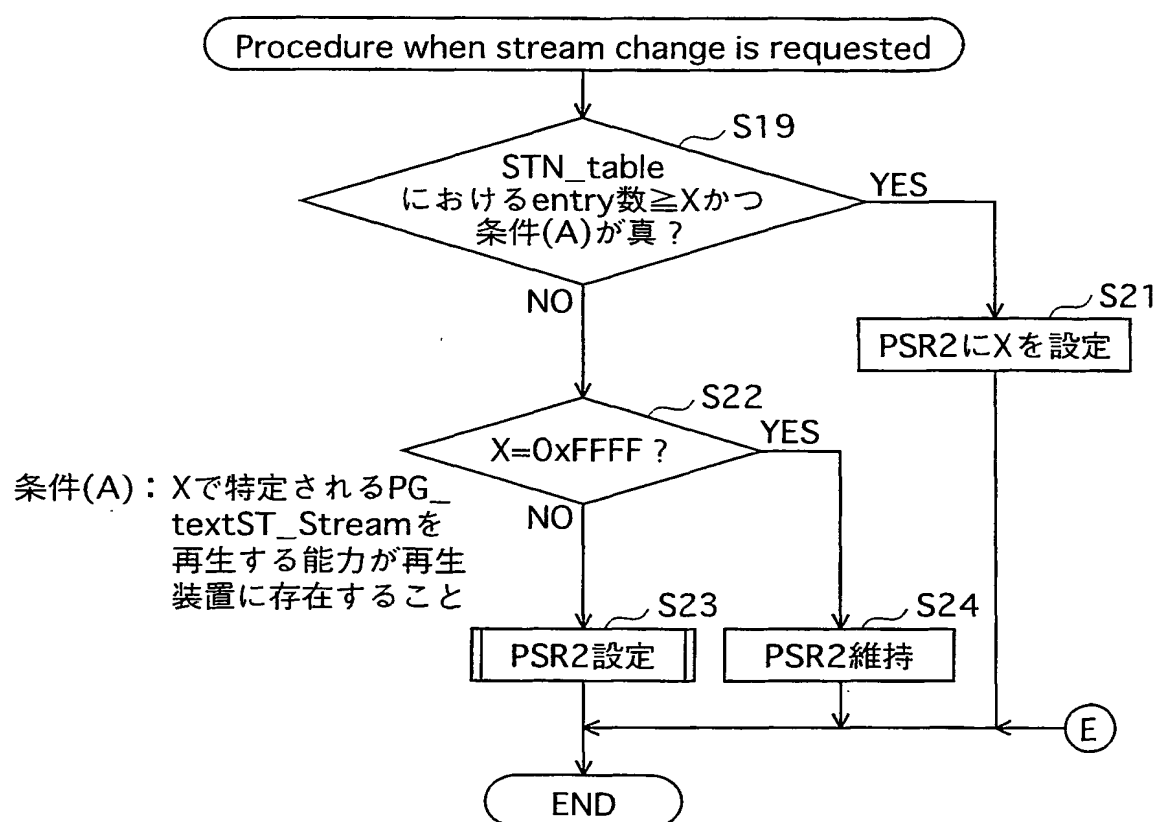 Procedure when stream change is requested
S19
STN_table
におけるentry数≧Xかつ
条件(A)が真？
YES
NO
S21
PSR2にXを設定
S22
X=0xFFFF？
YES
NO
条件(A)：Xで特定されるPG_
textST_Streamを
再生する能力が再生
装置に存在すること
S23
PSR2設定
S24
PSR2維持
E
END